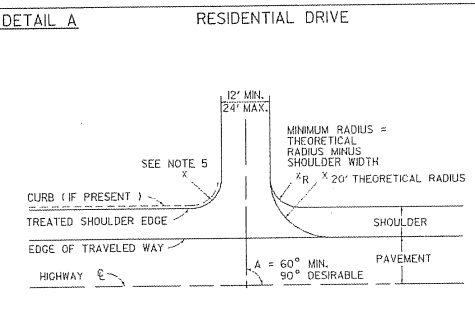 DETAIL A
RESIDENTIAL DRIVE
12' MIN.
24' MAX.
MINIMUM RADIUS =
THEORETICAL
RADIUS MINUS
SHOULDER WIDTH
SEE NOTE 5
X
XR
X 20' THEORETICAL RADIUS
CURB ( IF PRESENT )
TREATED SHOULDER EDGE
SHOULDER
EDGE OF TRAVELED WAY
A = 60° MIN.
90° DESIRABLE
PAVEMENT
HIGHWAY ℄